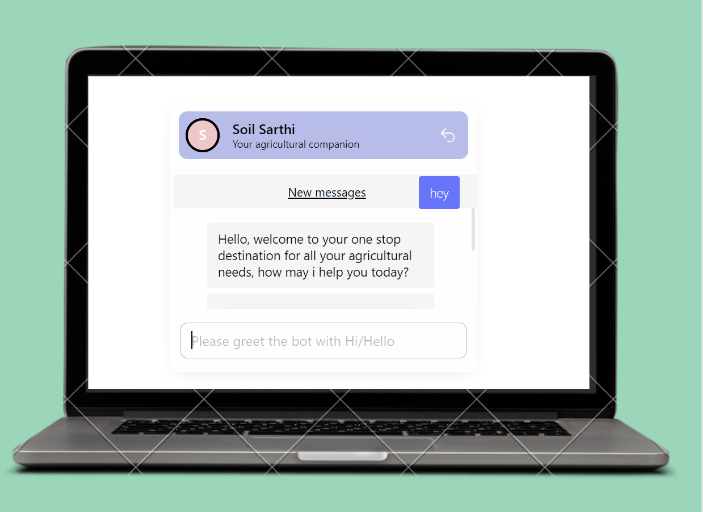 S
Soil Sarthi
Your agricultural companion
New messages
hey
Hello, welcome to your one stop
destination for all your agricultural
needs, how may i help you today?
Please greet the bot with Hi/Hello